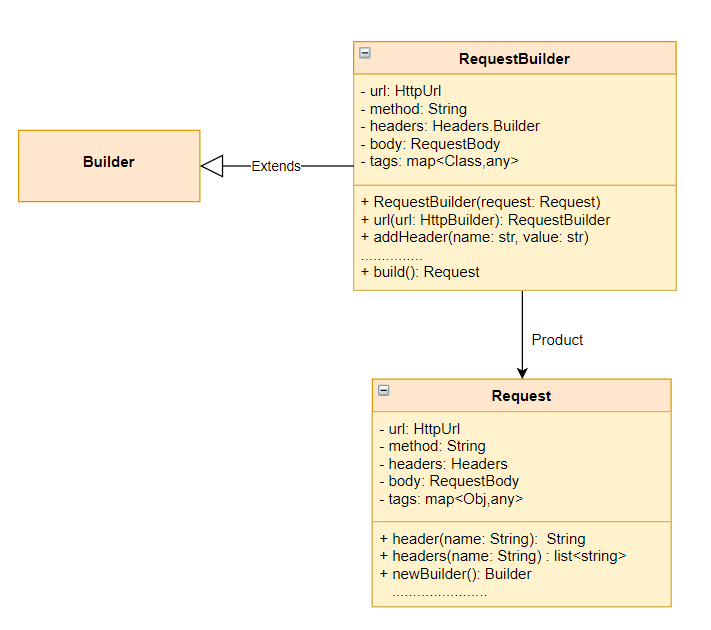 RequestBuilder
- url: HttpUrl
- method: String
- headers: Headers.Builder
- body: RequestBody
- tags: map<Class,any>
+ RequestBuilder(request: Request)
+ url(url: HttpBuilder): RequestBuilder
+ addHeader(name: str, value: str)
...............
+ build(): Request
Builder
Extends
Product
Request
- url: HttpUrl
- method: String
- headers: Headers
- body: RequestBody
- tags: map<Obj,any>
+ header(name: String):  String
+ headers(name: String) : list<string>
+ newBuilder(): Builder
.......................